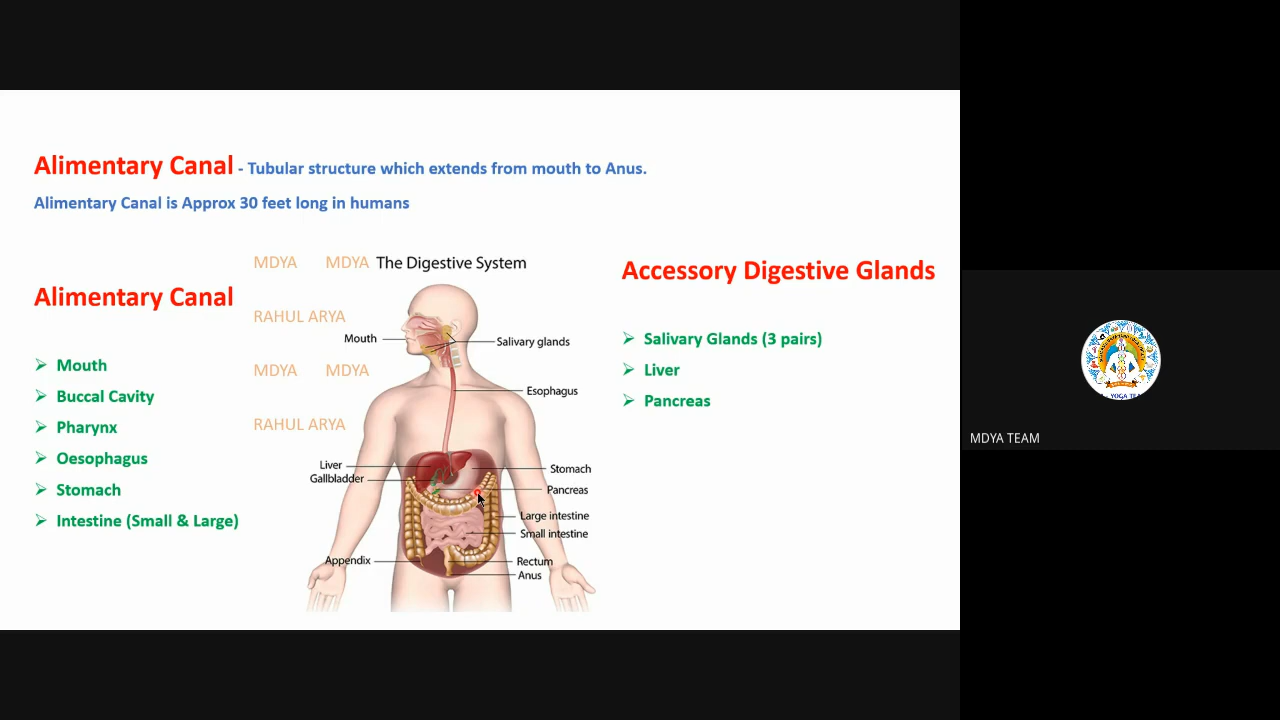 Alimentary Canal - Tubular structure which extends from mouth to Anus.
Alimentary Canal is Approx 30 feet long in humans
MDYA MDYA The Digestive System
Accessory Digestive Glands
Alimentary Canal
RAHUL ARYA
Mouth
Salivary glands
Salivary Glands (3 pairs)
Mouth
MDYA MDYA
Liver
Esophagus
Buccal Cavity
Pancreas
RAHUL ARYA
Pharynx
Oesophagus
Liver
Stomach
Gallbladder
Stomach
Pancreas
Large intestine
Intestine (Small & Large)
Small intestine
Appendix
Rectum
Anus
YOGA
MDYA TEAM